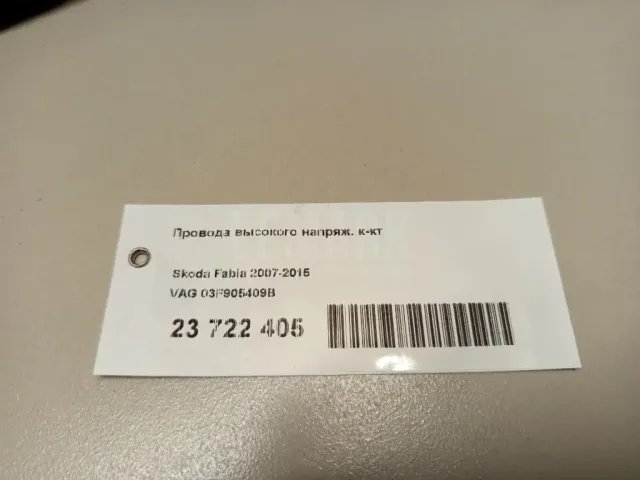 Провода высокого напряж. к-кт
Skoda Fabia 2007-2015
VAG 03F905409B
23 722 405